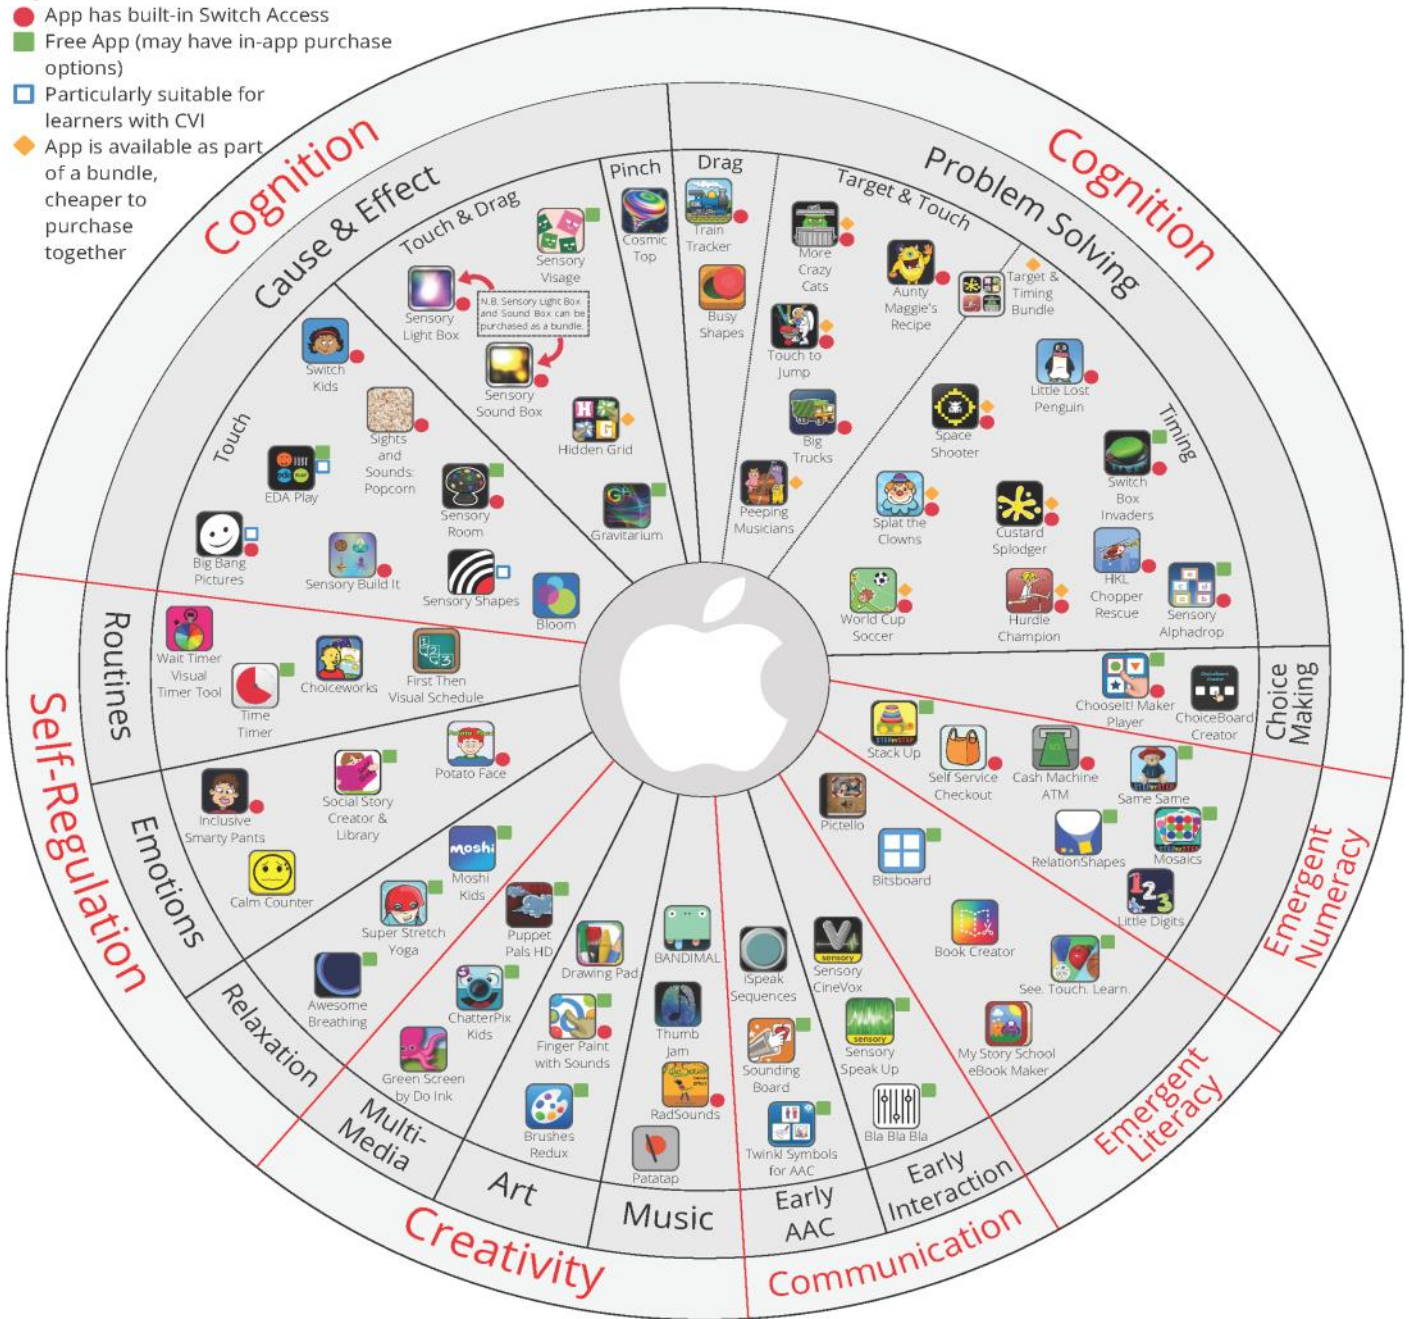 App has built-in Switch Access
Free App (may have in-app purchase
options)
Particularly suitable for
learners with CVI
App is available as part
of a bundle,
cheaper to
purchase
together
Cognition
Cause & Effect
Touch
Switch
Kids
Sights
and
Sounds:
Popcorn
EDA Play
Sensory
Room
Big Bang
Pictures
Sensory Build It
Sensory Shapes
Bloom
Touch & Drag
Sensory
Visage
Sensory
Light Box
N.B. Sensory Light Box
and Sound Box can be
purchased as a bundle.
Sensory
Sound Box
H
G
Hidden Grid
G+
Gravitarium
Pinch
Cosmic
Top
Cognition
Problem Solving
Drag
Train
Tracker
Busy
Shapes
Target & Touch
More
Crazy
Cats
Aunty
Maggie's
Recipe
Touch to
Jump
Big
Trucks
Peeping
Musicians
Target &
Timing
Bundle
Timing
Little Lost
Penguin
Space
Shooter
Switch
Box
Invaders
Splat the
Clowns
Custard
Splodger
HKL
Chopper
Rescue
World Cup
Soccer
Hurdle
Champion
Sensory
Alphadrop
Choice
Making
ChooseIt! Maker
Player
ChoiceBoard
Creator
Emergent
Numeracy
Stack Up
Self Service
Checkout
Cash Machine
ATM
Same Same
RelationShapes
Mosaics
1 2 3
Little Digits
Emergent
Literacy
Pictello
Bitsboard
Book Creator
See. Touch. Learn.
My Story School
eBook Maker
Communication
Early
Interaction
V
sensory
Sensory
CineVox
sensory
Sensory
Speak Up
Bla Bla Bla
Early
AAC
iSpeak
Sequences
Sounding
Board
Twinkl Symbols
for AAC
Creativity
Music
BANDIMAL
Thumb
Jam
RadSounds
Patatap
Art
Drawing Pad
Finger Paint
with Sounds
Brushes
Redux
Multi-
Media
Puppet
Pals HD
ChatterPix
Kids
Green Screen
by Do Ink
Self-Regulation
Relaxation
moshi
Moshi
Kids
Super Stretch
Yoga
Awesome
Breathing
Emotions
Potato Face
Social Story
Creator &
Library
Inclusive
Smarty Pants
Calm Counter
Routines
Wait Timer
Visual
Timer Tool
Time
Timer
Choiceworks
1 2 3
First Then
Visual Schedule